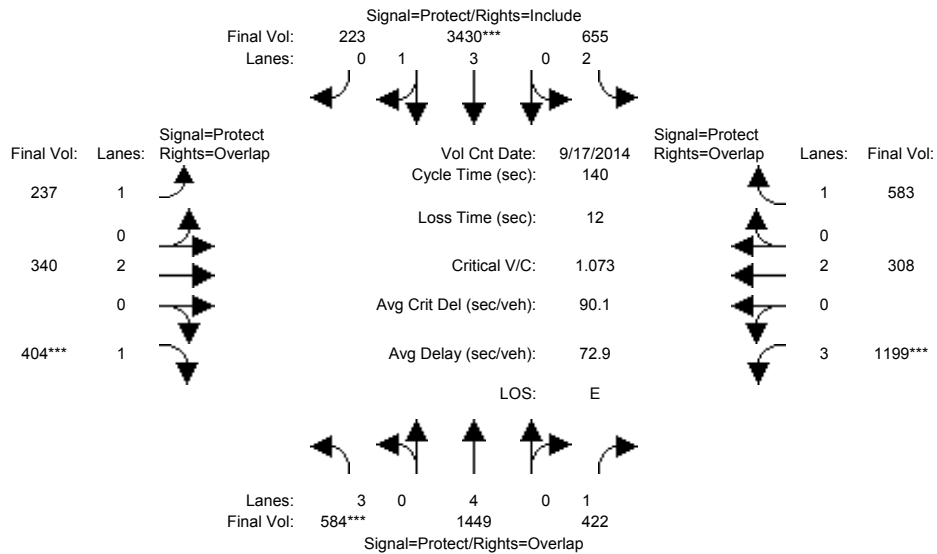 Signal=Protect/Rights=Include
Final Vol: 223 3430*** 655
Lanes: 0 1 3 0 2
Signal=Protect Signal=Protect
Final Vol: Lanes: Rights=Overlap Vol Cnt Date: 9/17/2014 Rights=Overlap Lanes: Final Vol:
Cycle Time (sec): 140
237 1 1 583
Loss Time (sec): 12
0 0
340 2 Critical V/C: 1.073 2 308
0 Avg Crit Del (sec/veh): 90.1 0
404*** 1 Avg Delay (sec/veh): 72.9 3 1199***
LOS: E
Lanes: 3 0 4 0 1
Final Vol: 584*** 1449 422
Signal=Protect/Rights=Overlap